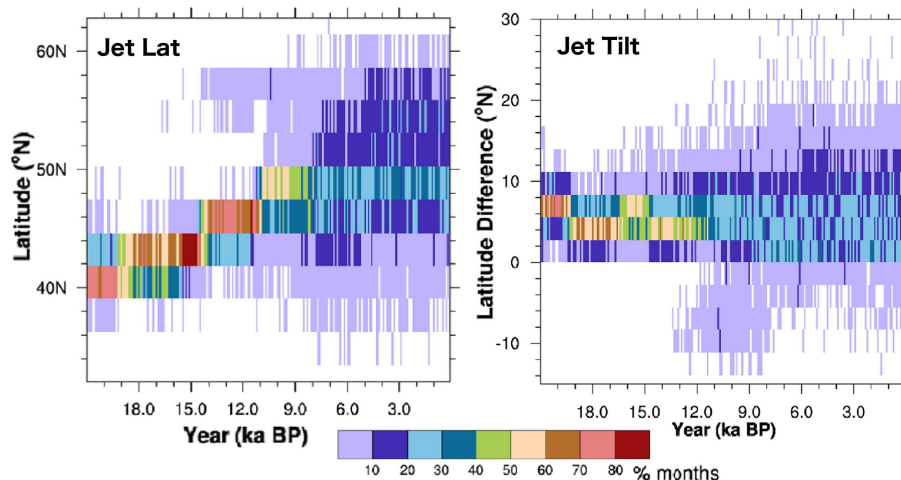 Jet Lat
60N
50N
40N
Latitude (°N)
18.0 15.0 12.0 9.0 6.0 3.0
Year (ka BP)
Jet Tilt
30
20
10
0
-10
Latitude Difference (°N)
18.0 15.0 12.0 9.0 6.0 3.0
Year (ka BP)
10 20 30 40 50 60 70 80 % months